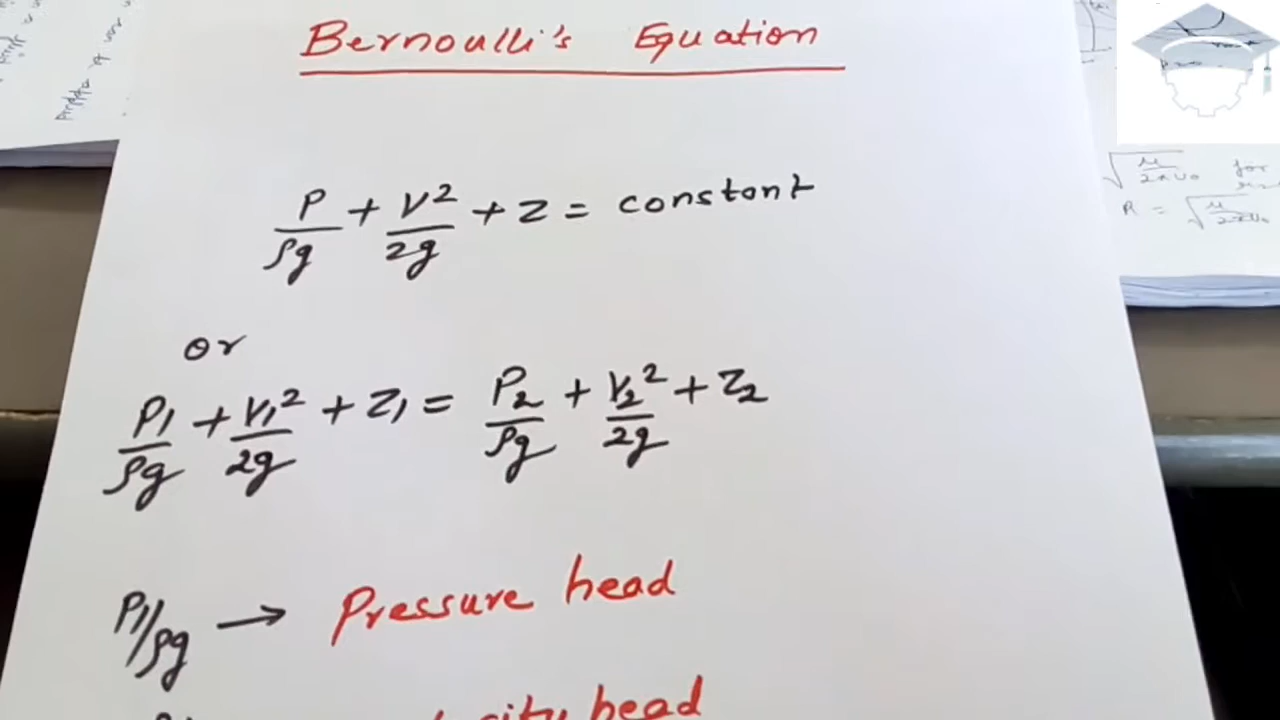 Bernoulli's Equation
P/ρg + V²/2g + Z = constant
or
P₁/ρg + V₁²/2g + Z₁ = P₂/ρg + V₂²/2g + Z₂
P₁/ρg → Pressure head
head
for
R =